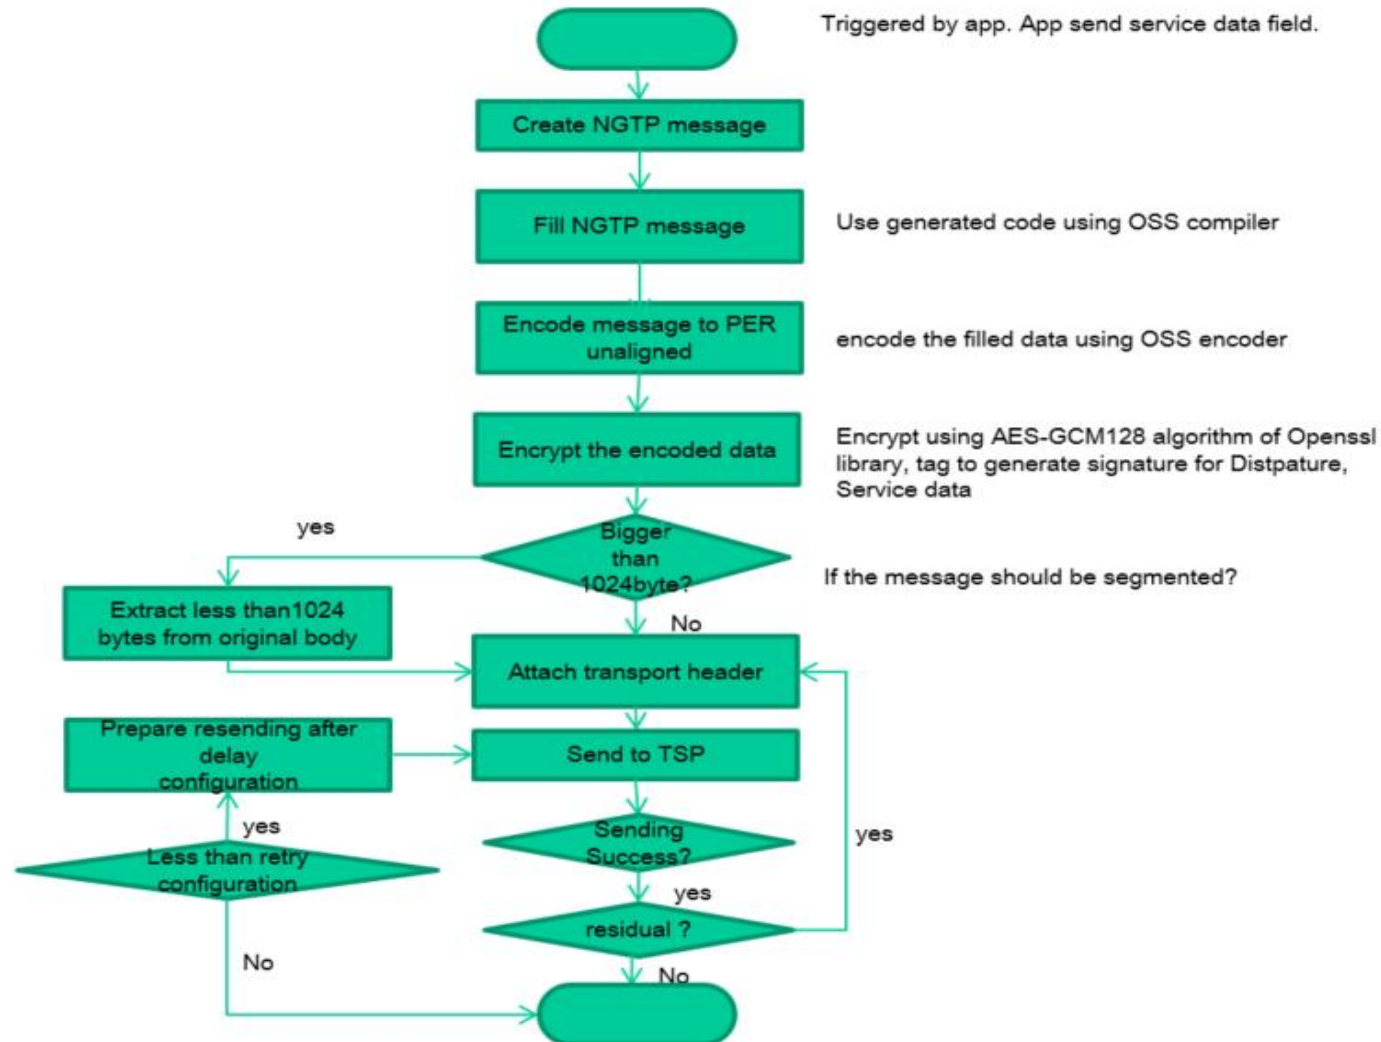 Triggered by app. App send service data field.
Create NGTP message
Fill NGTP message
Use generated code using OSS compiler
Encode message to PER
unaligned
encode the filled data using OSS encoder
Encrypt the encoded data
Encrypt using AES-GCM128 algorithm of Openssl
library, tag to generate signature for Distpature,
Service data
yes
Bigger
than
1024byte?
If the message should be segmented?
Extract less than1024
bytes from original body
No
Attach transport header
Prepare resending after
delay
configuration
Send to TSP
yes
Sending
Success?
yes
Less than retry
configuration
yes
residual ?
No
No